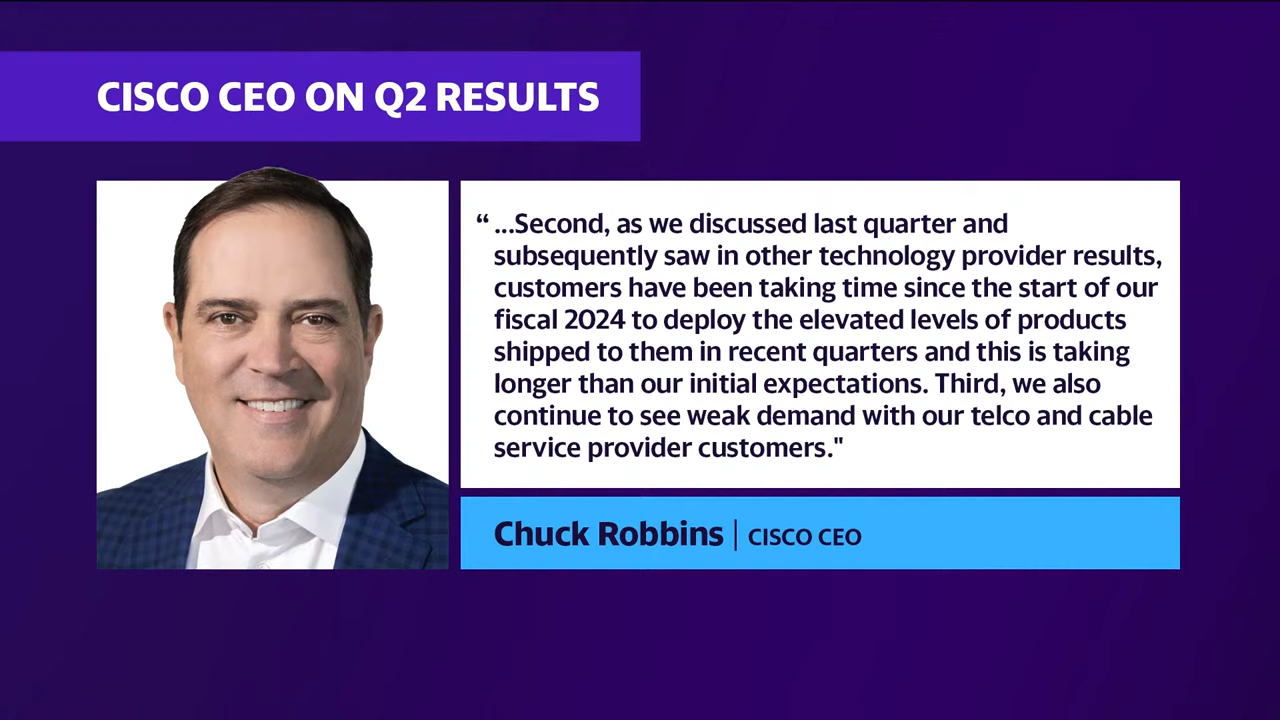 CISCO CEO ON Q2 RESULTS
“ ...Second, as we discussed last quarter and
subsequently saw in other technology provider results,
customers have been taking time since the start of our
fiscal 2024 to deploy the elevated levels of products
shipped to them in recent quarters and this is taking
longer than our initial expectations. Third, we also
continue to see weak demand with our telco and cable
service provider customers."
Chuck Robbins | CISCO CEO